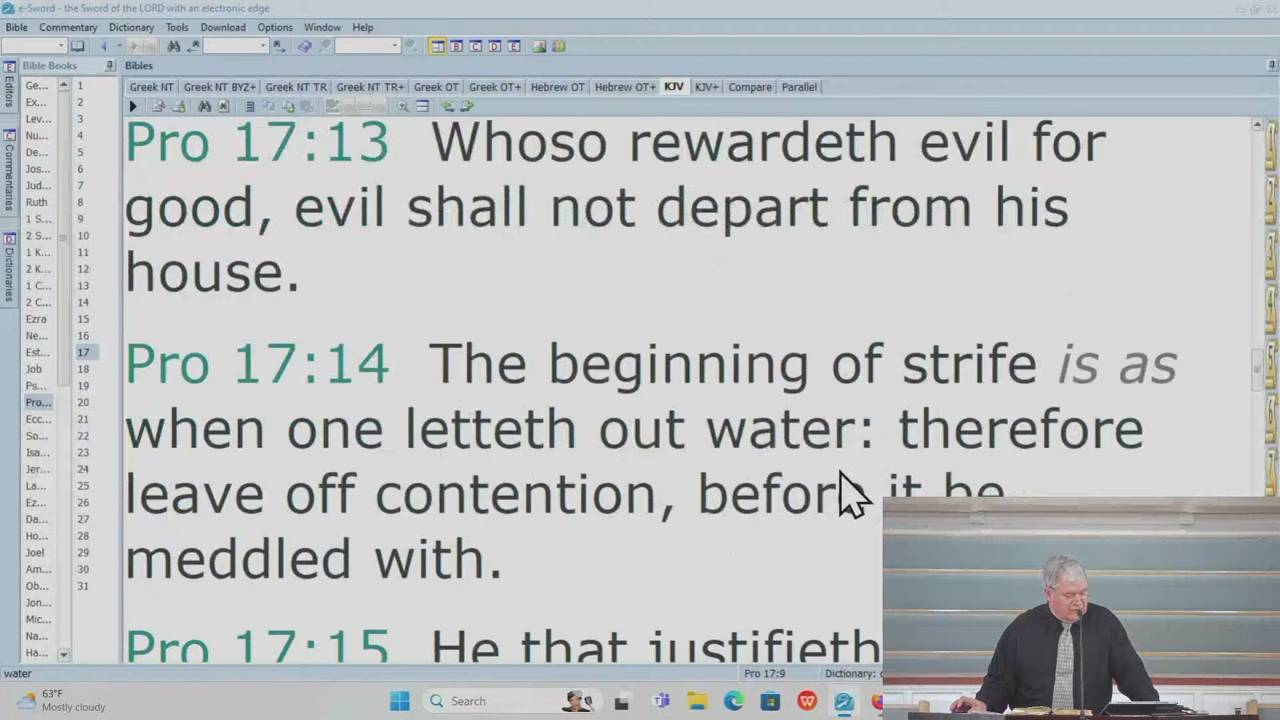 e-Sword - the Sword of the LORD with an electronic edge
Bible Commentary Dictionary Tools Download Options Window Help
Bible Books
Bibles
Greek NT Greek NT BYZ+ Greek NT TR Greek NT TR+ Greek OT Greek OT+ Hebrew OT Hebrew OT+ KJV KJV+ Compare Parallel
Editors
Commentaries
Dictionaries
Ge... 1
Ex... 2
Lev... 3
Nu... 4
De... 5
Jos... 6
Jud... 7
Ruth 8
1 S... 9
2 S... 10
1 K... 11
2 K... 12
1 C... 13
2 C... 14
Ezra 15
Ne... 16
Est... 17
Job 18
Ps... 19
Pro... 20
Ecc... 21
So... 22
Isa... 23
Jer... 24
La... 25
Ez... 26
Da... 27
Ho... 28
Joel 29
Am... 30
Ob... 31
Jon...
Mic...
Na...
Ha...
Pro 17:13 Whoso rewardeth evil for
good, evil shall not depart from his
house.
Pro 17:14 The beginning of strife is as
when one letteth out water: therefore
leave off contention, before it be
meddled with.
Pro 17:15 He that justifieth
water
Pro 17:9
Dictionary:
63°F
Mostly cloudy
Search